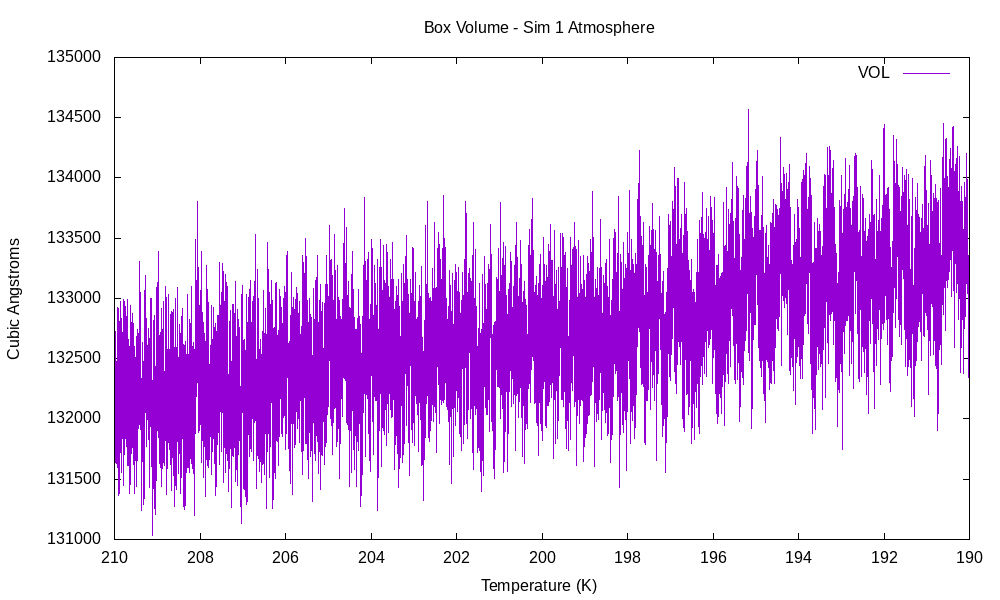 Box Volume - Sim 1 Atmosphere
VOL
135000
134500
134000
133500
133000
132500
132000
131500
131000
Cubic Angstroms
210 208 206 204 202 200 198 196 194 192 190
Temperature (K)